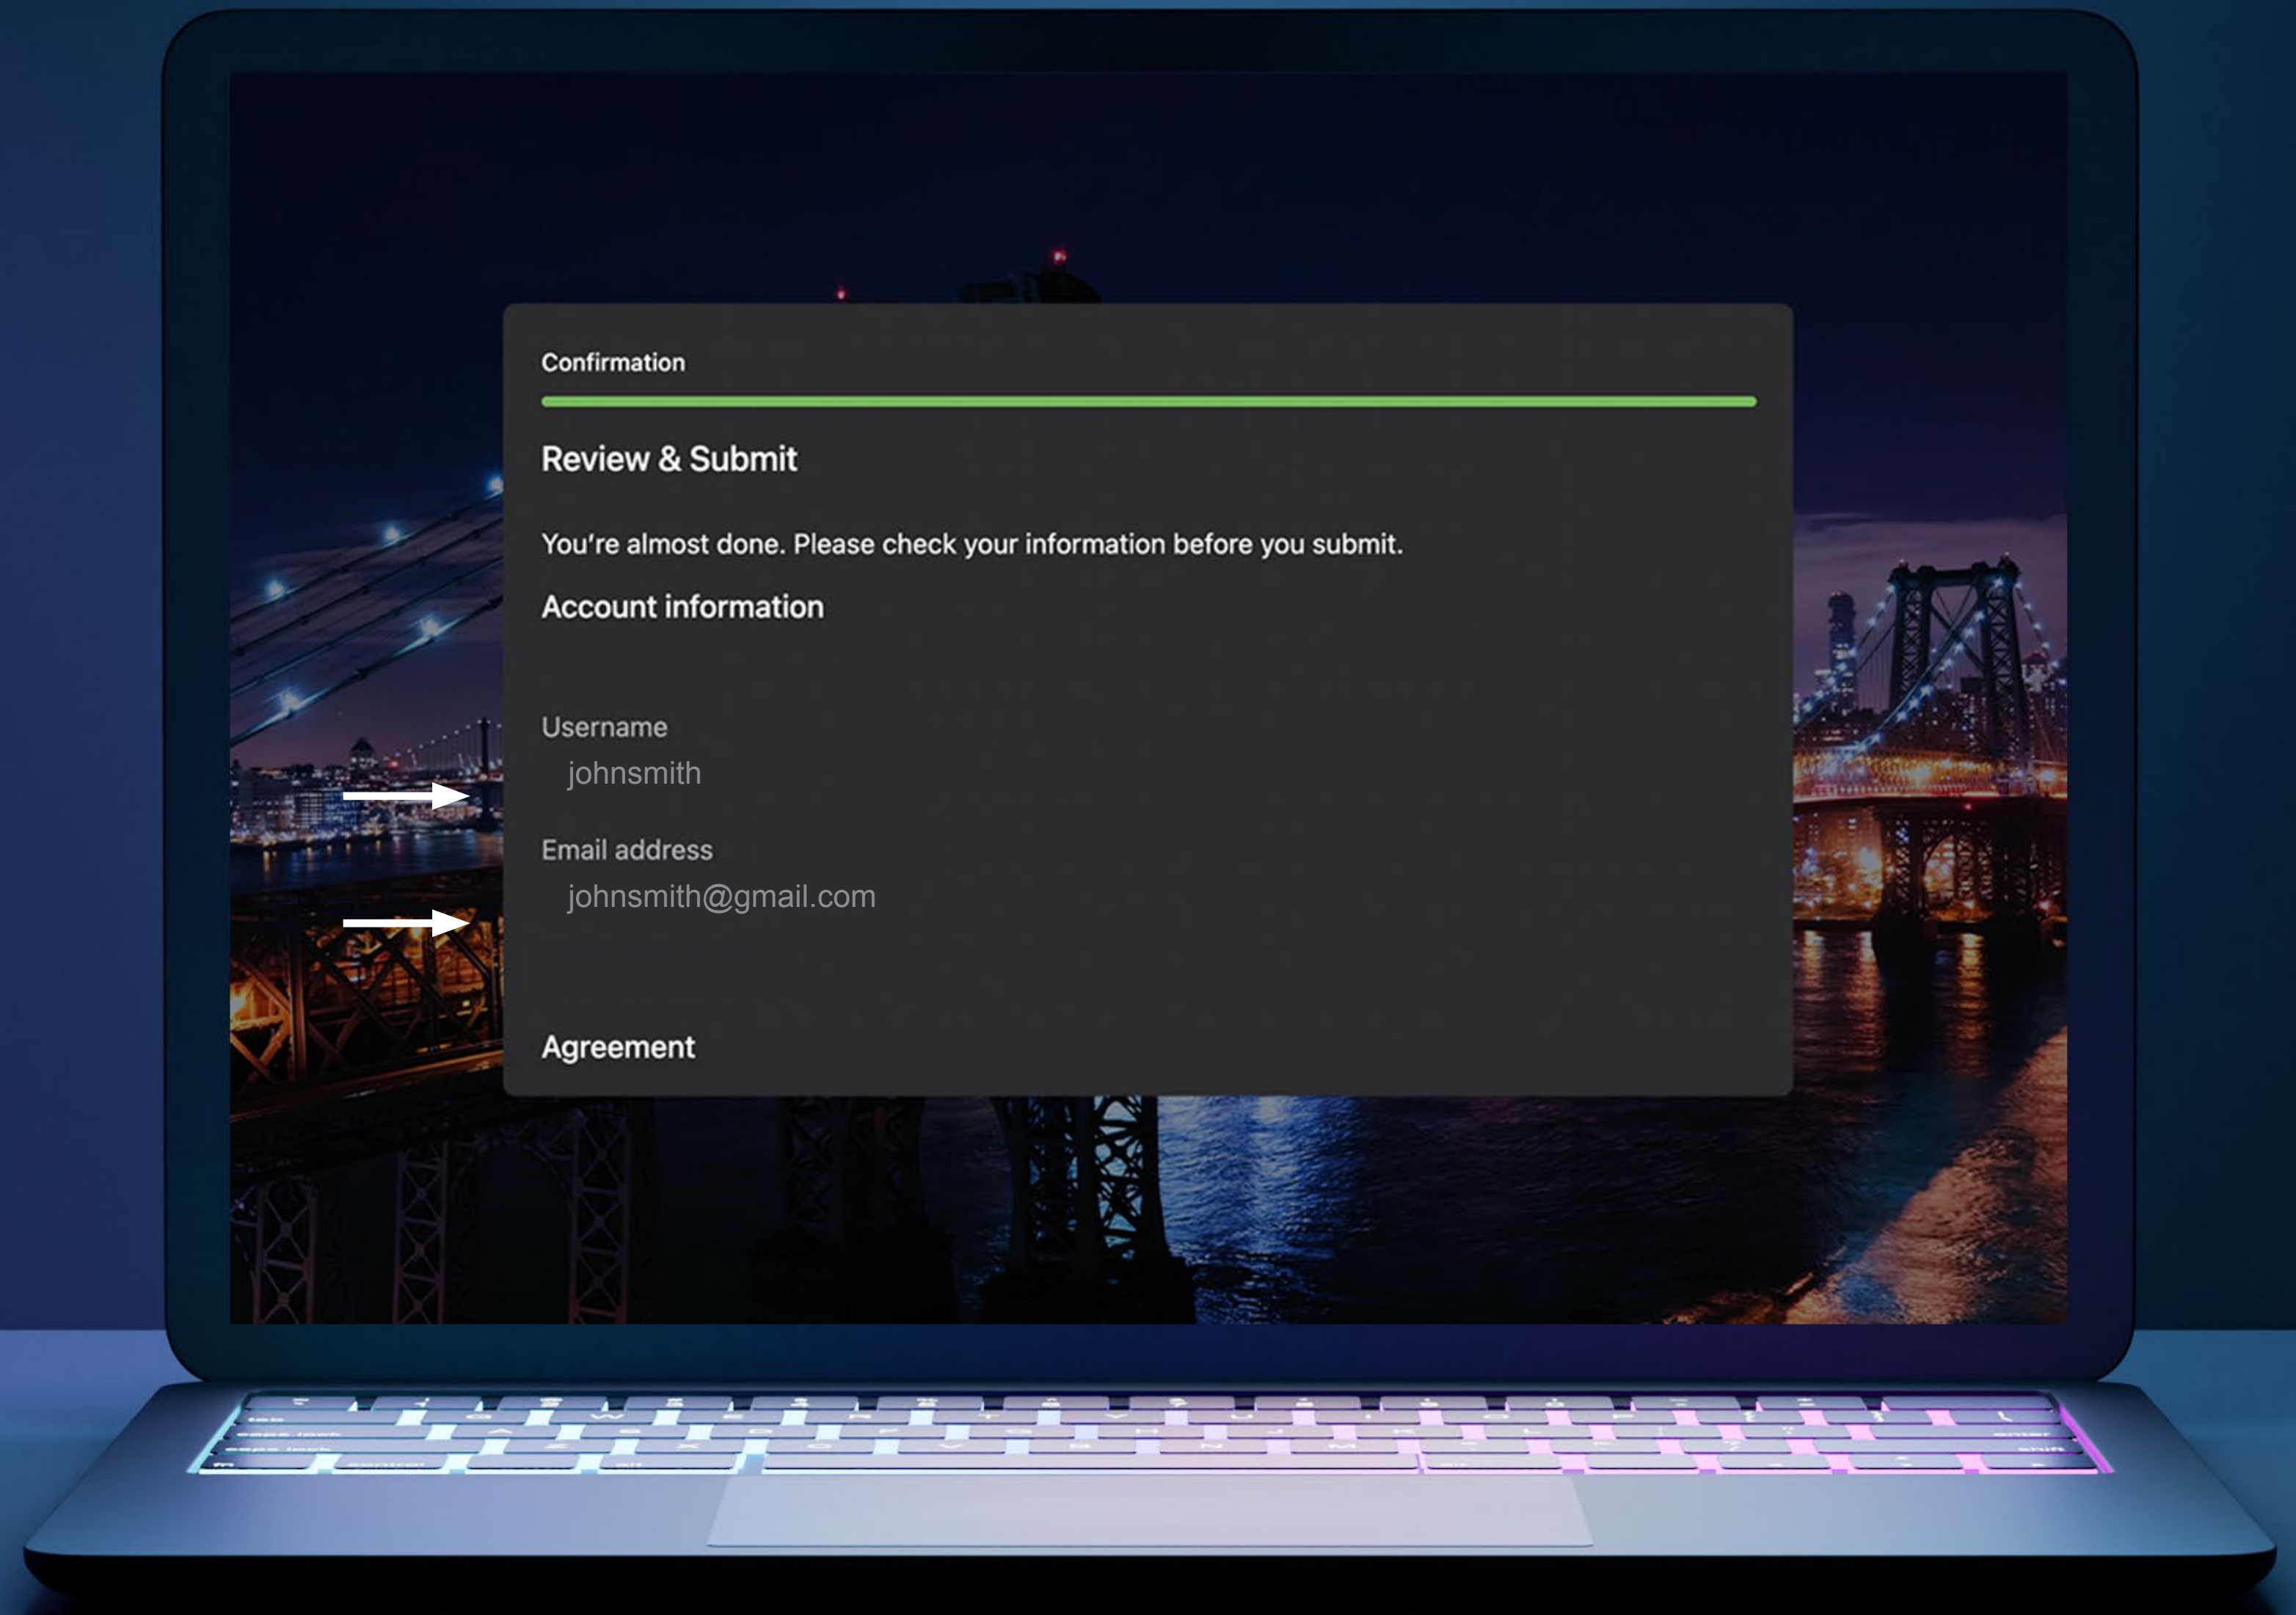 Confirmation
Review & Submit
You're almost done. Please check your information before you submit.
Account information
Username
johnsmith
Email address
johnsmith@gmail.com
Agreement